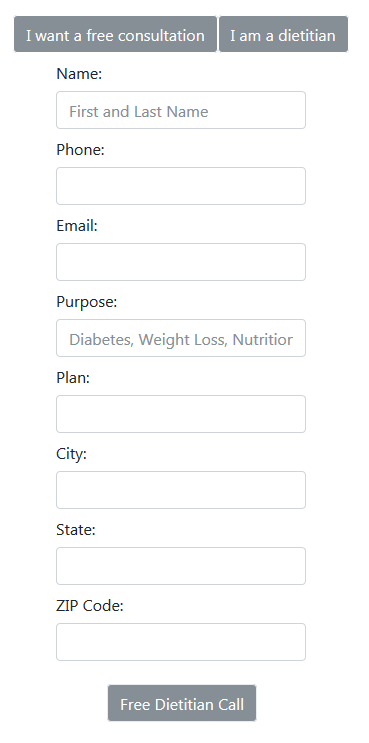 I want a free consultation I am a dietitian
Name:
First and Last Name
Phone:
Email:
Purpose:
Diabetes, Weight Loss, Nutrition
Plan:
City:
State:
ZIP Code:
Free Dietitian Call